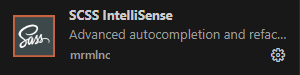 Sass
SCSS IntelliSense
Advanced autocompletion and refac...
mrmlnc